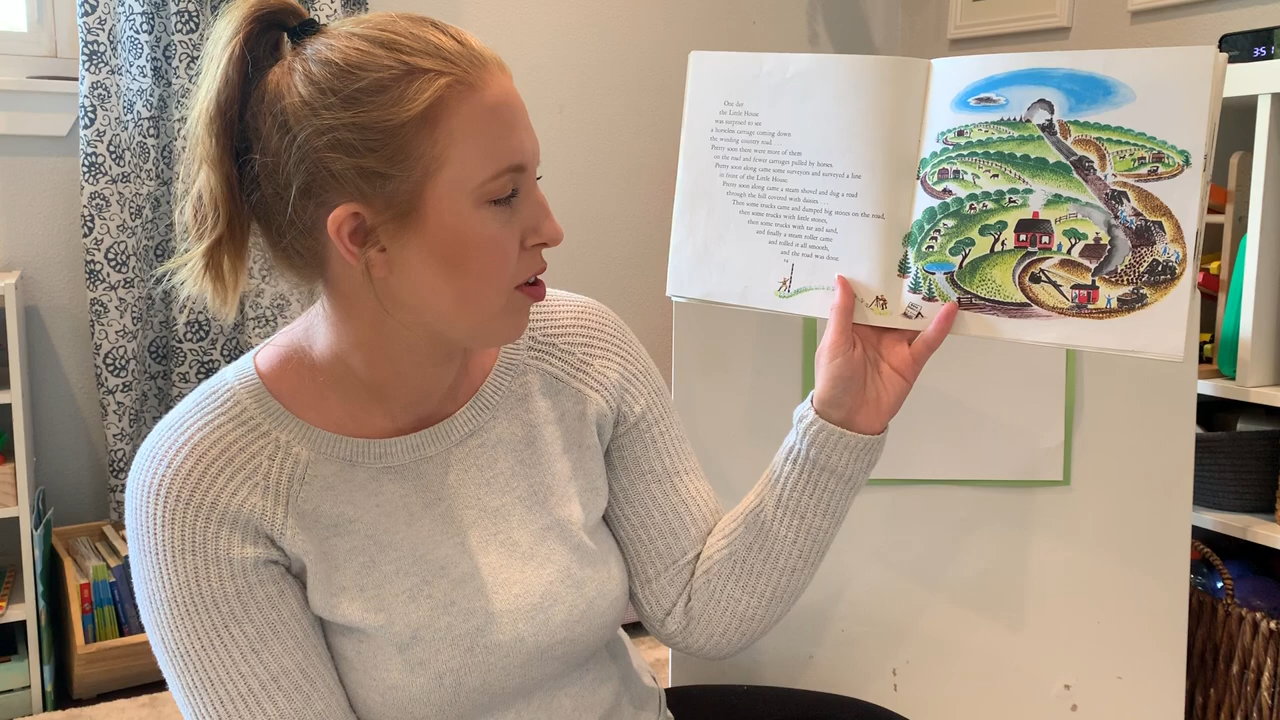 One day
the Little House
was surprised to see
a horseless carriage coming down
the winding country road. . . .
Pretty soon there were more of them
on the road and fewer carriages pulled by horses.
Pretty soon along came some surveyors and surveyed a line
in front of the Little House.
Pretty soon along came a steam shovel and dug a road
through the hill covered with daisies. . . .
Then some trucks came and dumped big stones on the road,
then some trucks with little stones,
then some trucks with tar and sand,
and finally a steam roller came
and rolled it all smooth,
and the road was done.
14
3:51